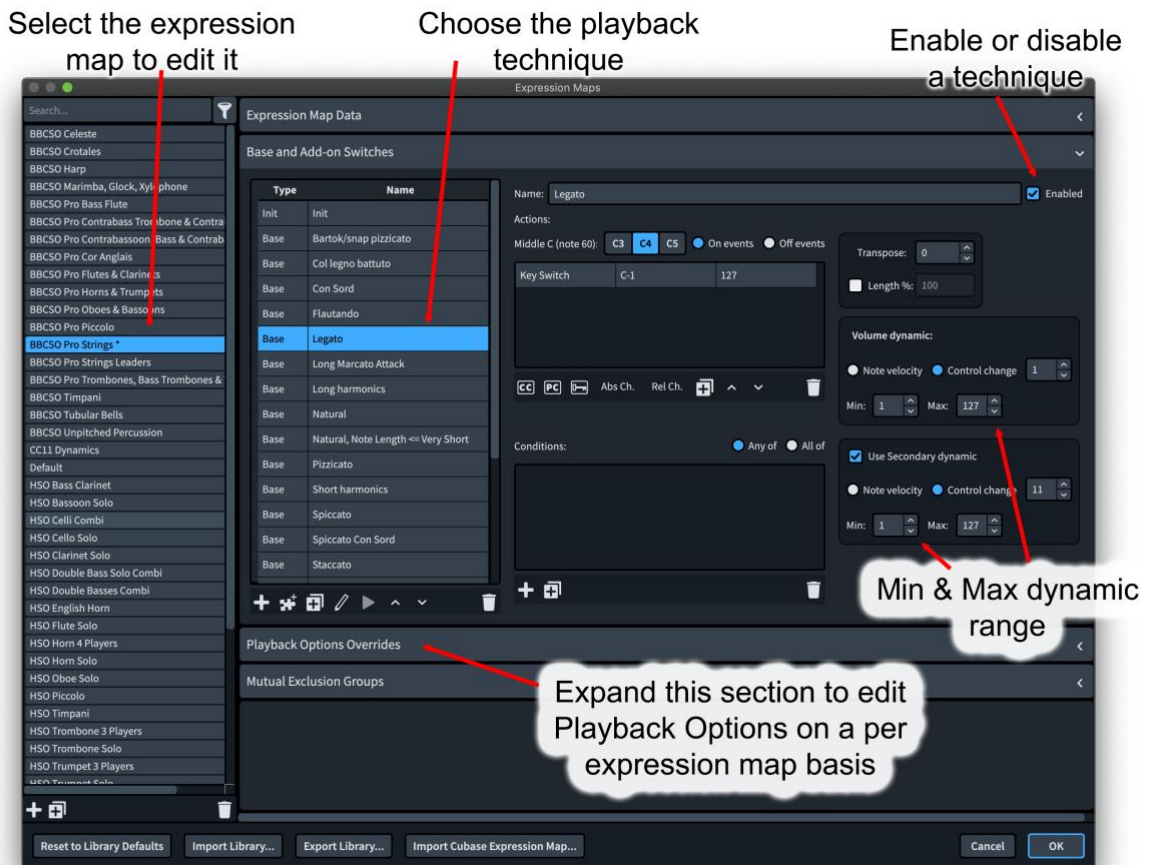 Select the expression
map to edit it
Choose the playback
technique
Enable or disable
a technique
Expression Maps
Search...
BBCSO Celeste
BBCSO Crotales
BBCSO Harp
BBCSO Marimba, Glock, Xylophone
BBCSO Pro Bass Flute
BBCSO Pro Contrabass Trombone & Contra
BBCSO Pro Contrabassoon, Bass & Contrab
BBCSO Pro Cor Anglais
BBCSO Pro Flutes & Clarinets
BBCSO Pro Horns & Trumpets
BBCSO Pro Oboes & Bassoons
BBCSO Pro Piccolo
BBCSO Pro Strings *
BBCSO Pro Strings Leaders
BBCSO Pro Trombones, Bass Trombones &
BBCSO Timpani
BBCSO Tubular Bells
BBCSO Unpitched Percussion
CC11 Dynamics
Default
HSO Bass Clarinet
HSO Bassoon Solo
HSO Celli Combi
HSO Cello Solo
HSO Clarinet Solo
HSO Double Bass Solo Combi
HSO Double Basses Combi
HSO English Horn
HSO Flute Solo
HSO Horn 4 Players
HSO Horn Solo
HSO Oboe Solo
HSO Piccolo
HSO Timpani
HSO Trombone 3 Players
HSO Trombone Solo
HSO Trumpet 3 Players
HSO Trumpet Solo
Expression Map Data
Base and Add-on Switches
Type Name
Init Init
Base Bartok/snap pizzicato
Base Col legno battuto
Base Con Sord
Base Flautando
Base Legato
Base Long Marcato Attack
Base Long harmonics
Base Natural
Base Natural, Note Length <= Very Short
Base Pizzicato
Base Short harmonics
Base Spiccato
Base Spiccato Con Sord
Base Staccato
Name: Legato Enabled
Actions:
Middle C (note 60): C3 C4 C5 On events Off events
Key Switch C-1 127
CC PC Abs Ch. Rel Ch.
Conditions: Any of All of
Transpose: 0
Length %: 100
Volume dynamic:
Note velocity Control change 1
Min: 1 Max: 127
Use Secondary dynamic
Note velocity Control change 11
Min: 1 Max: 127
Min & Max dynamic
range
Playback Options Overrides
Mutual Exclusion Groups
Expand this section to edit
Playback Options on a per
expression map basis
Reset to Library Defaults Import Library... Export Library... Import Cubase Expression Map... Cancel OK